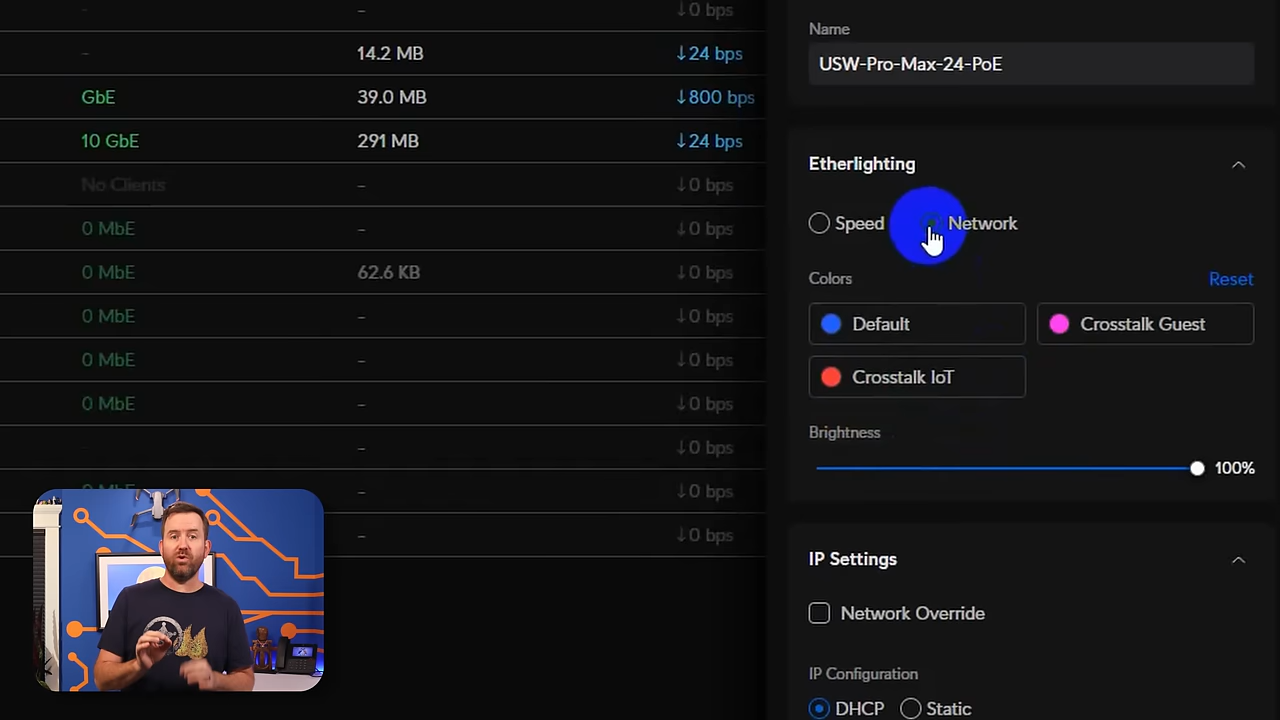 - - ↓0 bps
- 14.2 MB ↓24 bps
GbE 39.0 MB ↓800 bps
10 GbE 291 MB ↓24 bps
No Clients - ↓0 bps
0 MbE - ↓0 bps
0 MbE 62.6 KB ↓0 bps
0 MbE - ↓0 bps
0 MbE - ↓0 bps
0 MbE - ↓0 bps
- ↓0 bps
0 MbE - ↓0 bps
- ↓0 bps
Name
USW-Pro-Max-24-PoE
Etherlighting
Speed Network
Colors Reset
Default Crosstalk Guest
Crosstalk IoT
Brightness
100%
IP Settings
Network Override
IP Configuration
DHCP Static